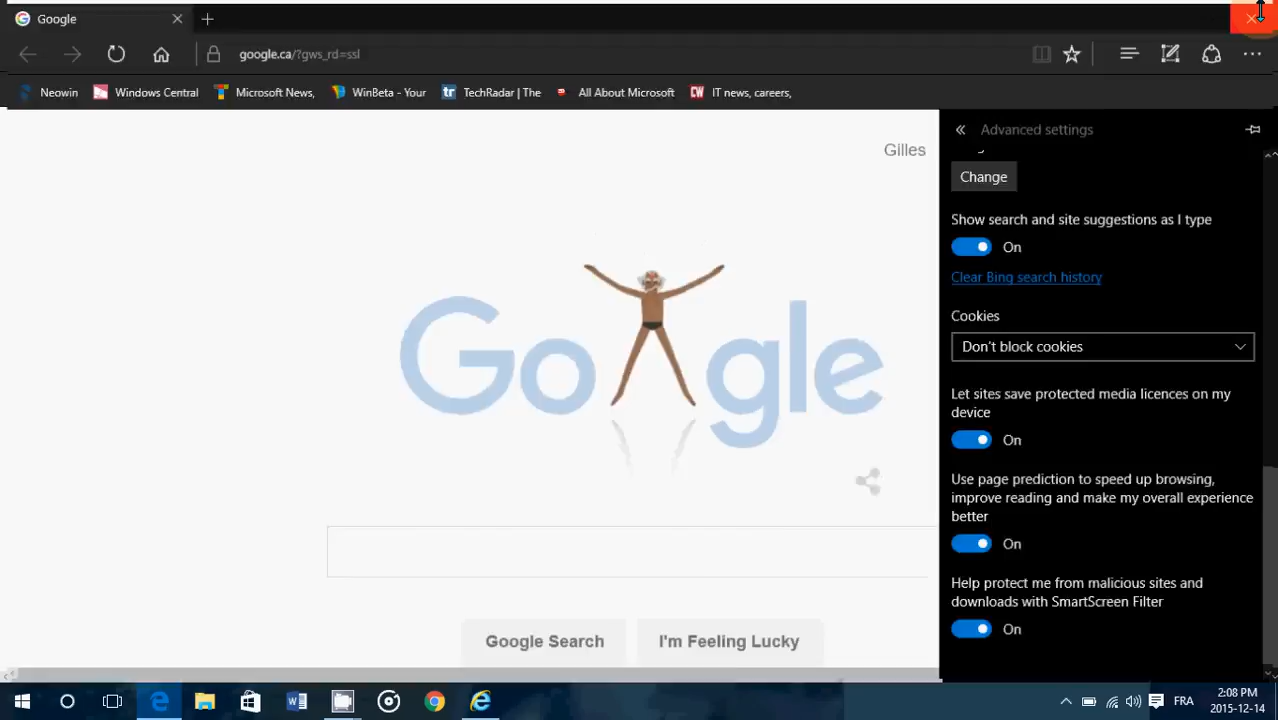 Google
google.ca/?gws_rd=ssl
Neowin
Windows Central
Microsoft News,
WinBeta - Your
TechRadar | The
All About Microsoft
CW IT news, careers,
Gilles
Google
Google Search
I'm Feeling Lucky
Advanced settings
Change
Show search and site suggestions as I type
On
Clear Bing search history
Cookies
Don't block cookies
Let sites save protected media licences on my
device
On
Use page prediction to speed up browsing,
improve reading and make my overall experience
better
On
Help protect me from malicious sites and
downloads with SmartScreen Filter
On
FRA
2:08 PM
2015-12-14